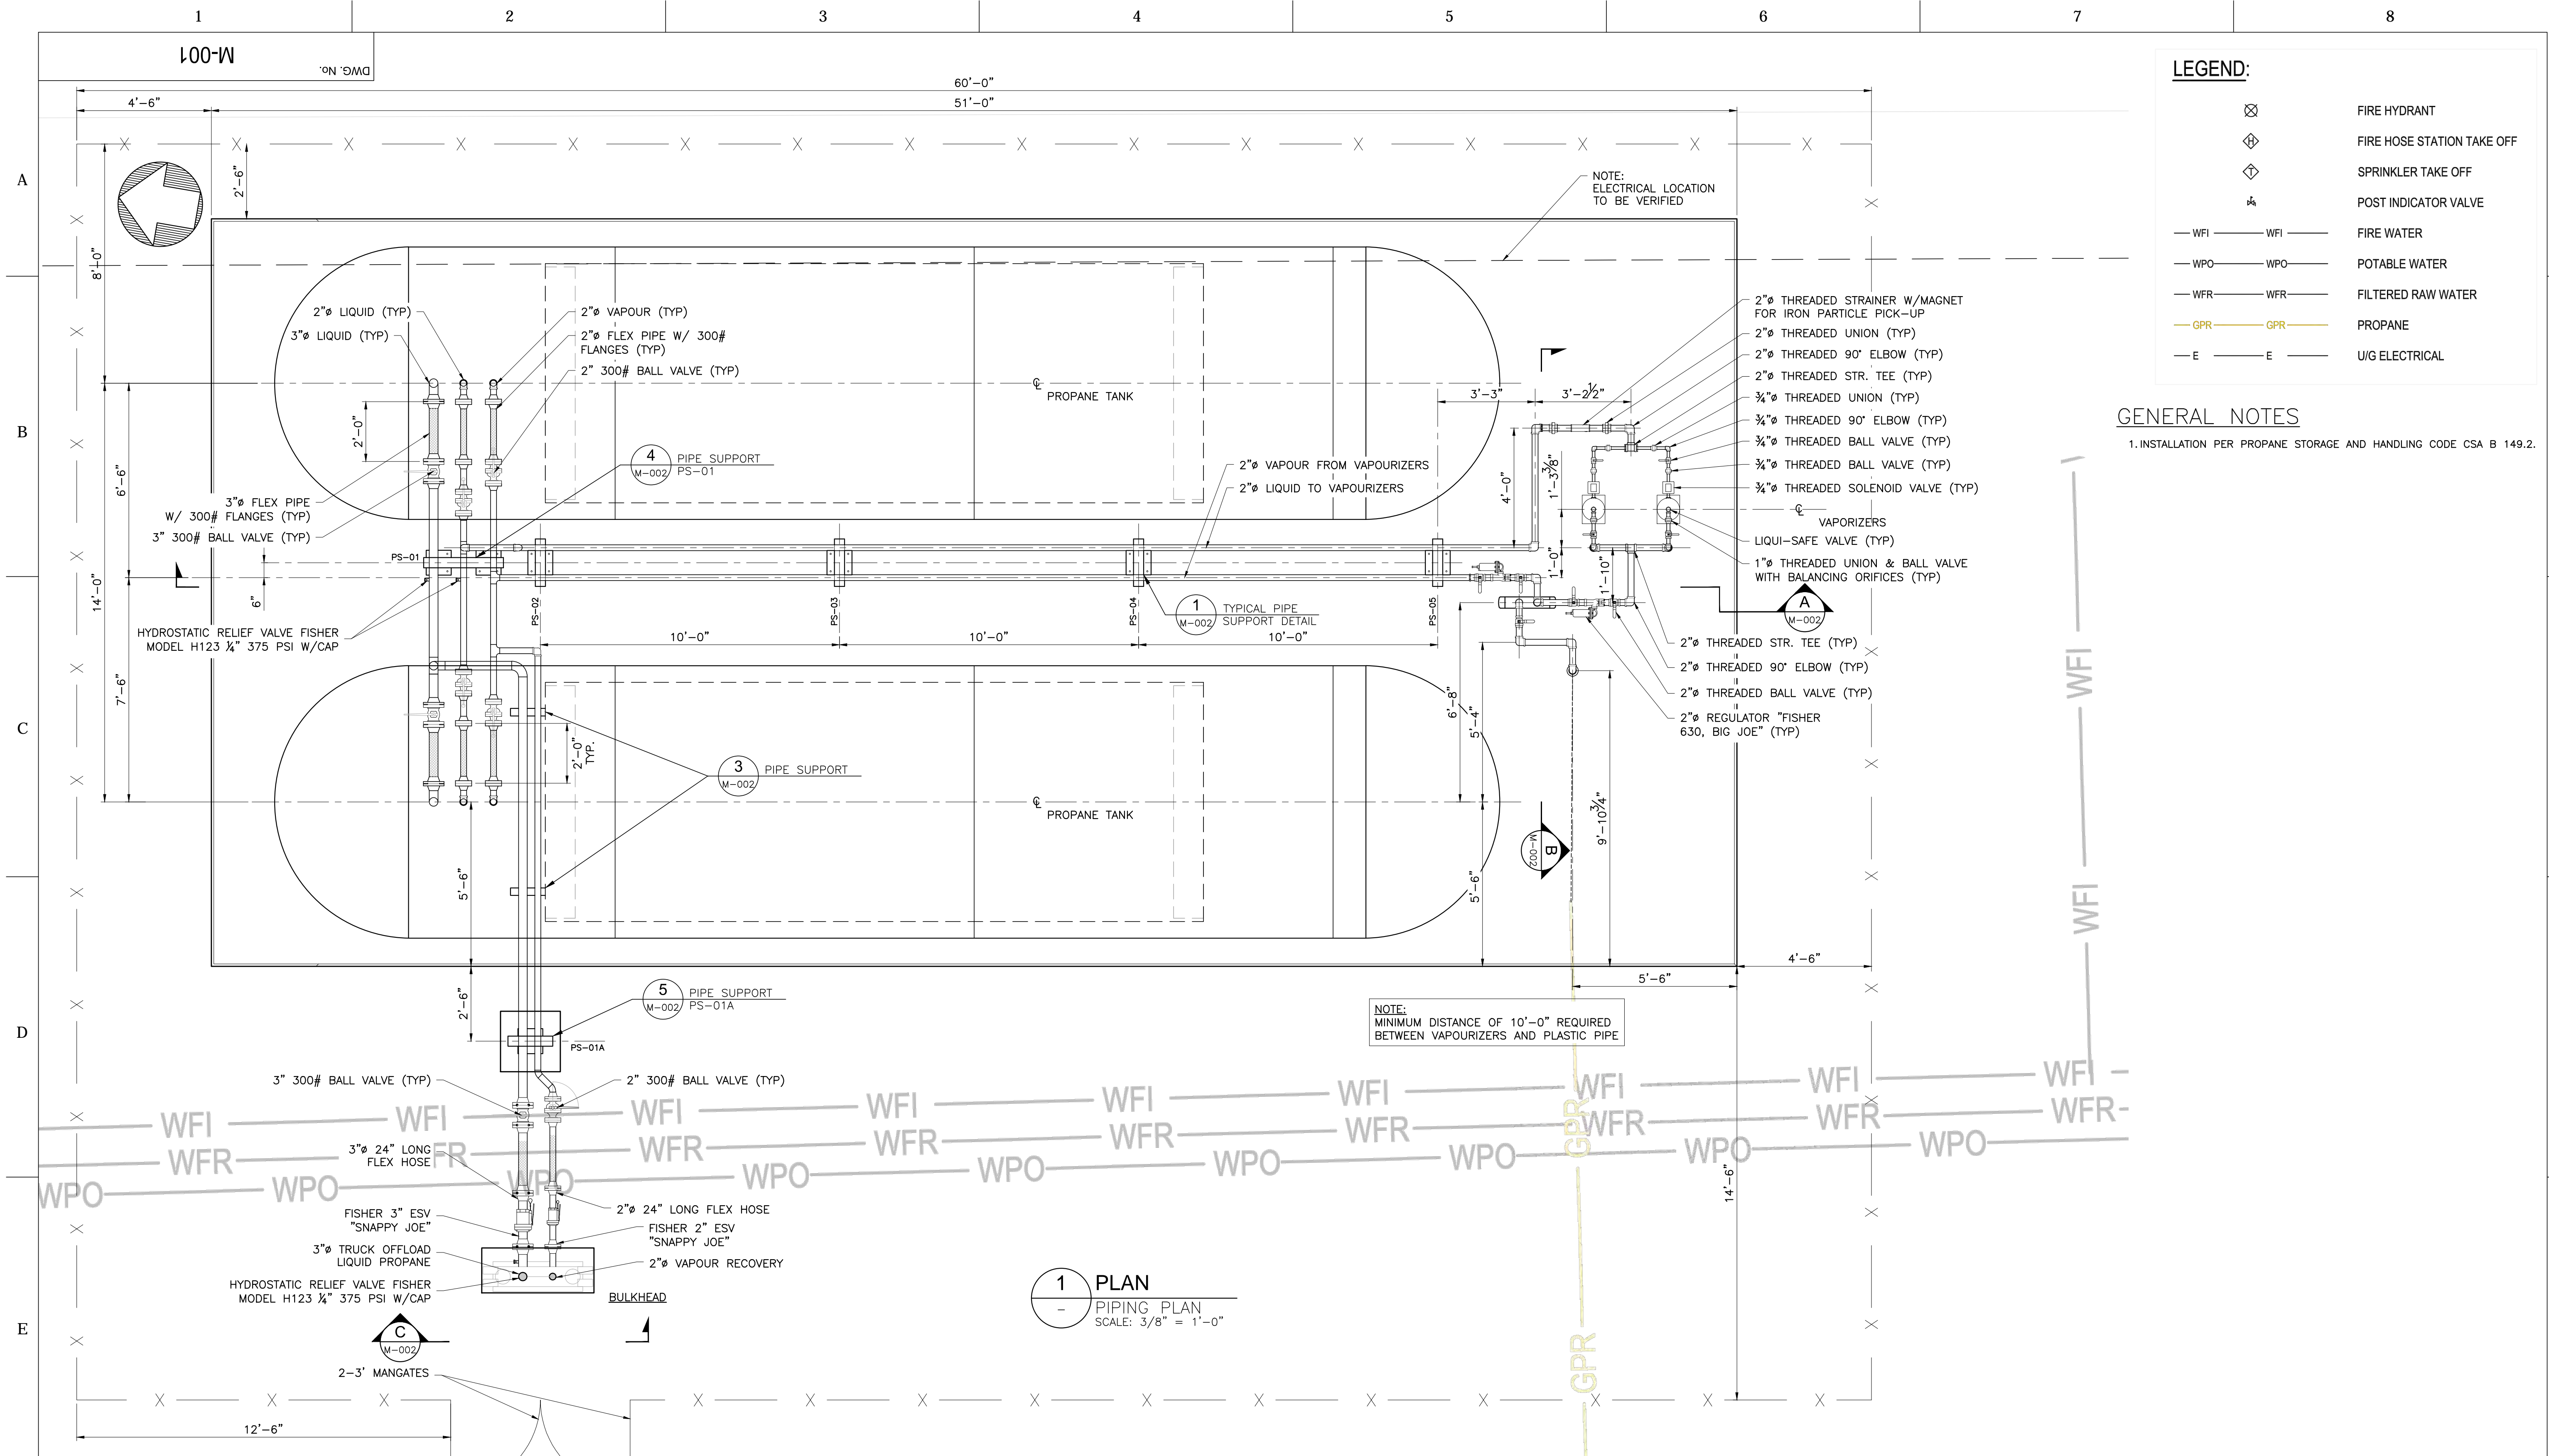 1 2 3 4 5 6 7 8
M-001
DWG. No.
60'-0"
4'-6" 51'-0"
LEGEND:
FIRE HYDRANT
H FIRE HOSE STATION TAKE OFF
T SPRINKLER TAKE OFF
POST INDICATOR VALVE
WFI WFI FIRE WATER
WPO WPO POTABLE WATER
WFR WFR FILTERED RAW WATER
GPR GPR PROPANE
E E U/G ELECTRICAL
GENERAL NOTES
1. INSTALLATION PER PROPANE STORAGE AND HANDLING CODE CSA B 149.2.
A
B
C
D
E
2'-6"
8'-0"
NOTE:
ELECTRICAL LOCATION
TO BE VERIFIED
2"ø LIQUID (TYP)
3"ø LIQUID (TYP)
2"ø VAPOUR (TYP)
2"ø FLEX PIPE W/ 300#
FLANGES (TYP)
2" 300# BALL VALVE (TYP)
℄
PROPANE TANK
2'-0"
6'-6"
14'-0"
7'-6"
6"
4
M-002
PIPE SUPPORT
PS-01
3"ø FLEX PIPE
W/ 300# FLANGES (TYP)
3" 300# BALL VALVE (TYP)
PS-01
HYDROSTATIC RELIEF VALVE FISHER
MODEL H123 ¼" 375 PSI W/CAP
2"ø VAPOUR FROM VAPOURIZERS
2"ø LIQUID TO VAPOURIZERS
3'-3"
3'-2½"
4'-0"
1'-3⅜"
1'-0"
1'-10"
2"ø THREADED STRAINER W/MAGNET
FOR IRON PARTICLE PICK-UP
2"ø THREADED UNION (TYP)
2"ø THREADED 90° ELBOW (TYP)
2"ø THREADED STR. TEE (TYP)
¾"ø THREADED UNION (TYP)
¾"ø THREADED 90° ELBOW (TYP)
¾"ø THREADED BALL VALVE (TYP)
¾"ø THREADED BALL VALVE (TYP)
¾"ø THREADED SOLENOID VALVE (TYP)
℄
VAPORIZERS
LIQUI-SAFE VALVE (TYP)
1"ø THREADED UNION & BALL VALVE
WITH BALANCING ORIFICES (TYP)
A
M-002
2"ø THREADED STR. TEE (TYP)
2"ø THREADED 90° ELBOW (TYP)
2"ø THREADED BALL VALVE (TYP)
2"ø REGULATOR "FISHER
630, BIG JOE" (TYP)
PS-02
PS-03
PS-04
PS-05
10'-0" 10'-0" 10'-0"
1
M-002
TYPICAL PIPE
SUPPORT DETAIL
6'-8"
5'-4"
5'-6"
9'-10¾"
B
M-002
2'-0"
TYP.
3
M-002
PIPE SUPPORT
℄
PROPANE TANK
5'-6"
2'-6"
5
M-002
PIPE SUPPORT
PS-01A
PS-01A
NOTE:
MINIMUM DISTANCE OF 10'-0" REQUIRED
BETWEEN VAPOURIZERS AND PLASTIC PIPE
4'-6"
5'-6"
14'-6"
WFI
WFI
3" 300# BALL VALVE (TYP)
2" 300# BALL VALVE (TYP)
WFI WFI WFI WFI WFI WFI WFI WFI WFI
WFR FR WFR WFR WFR WFR WFR WFR WFR
WPO WPO WPO WPO WPO WPO WPO WPO WPO
GPR
GPR
3"ø 24" LONG
FLEX HOSE
2"ø 24" LONG FLEX HOSE
FISHER 3" ESV
"SNAPPY JOE"
FISHER 2" ESV
"SNAPPY JOE"
3"ø TRUCK OFFLOAD
LIQUID PROPANE
2"ø VAPOUR RECOVERY
HYDROSTATIC RELIEF VALVE FISHER
MODEL H123 ¼" 375 PSI W/CAP
BULKHEAD
C
M-002
2-3' MANGATES
12'-6"
1
-
PLAN
PIPING PLAN
SCALE: 3/8" = 1'-0"